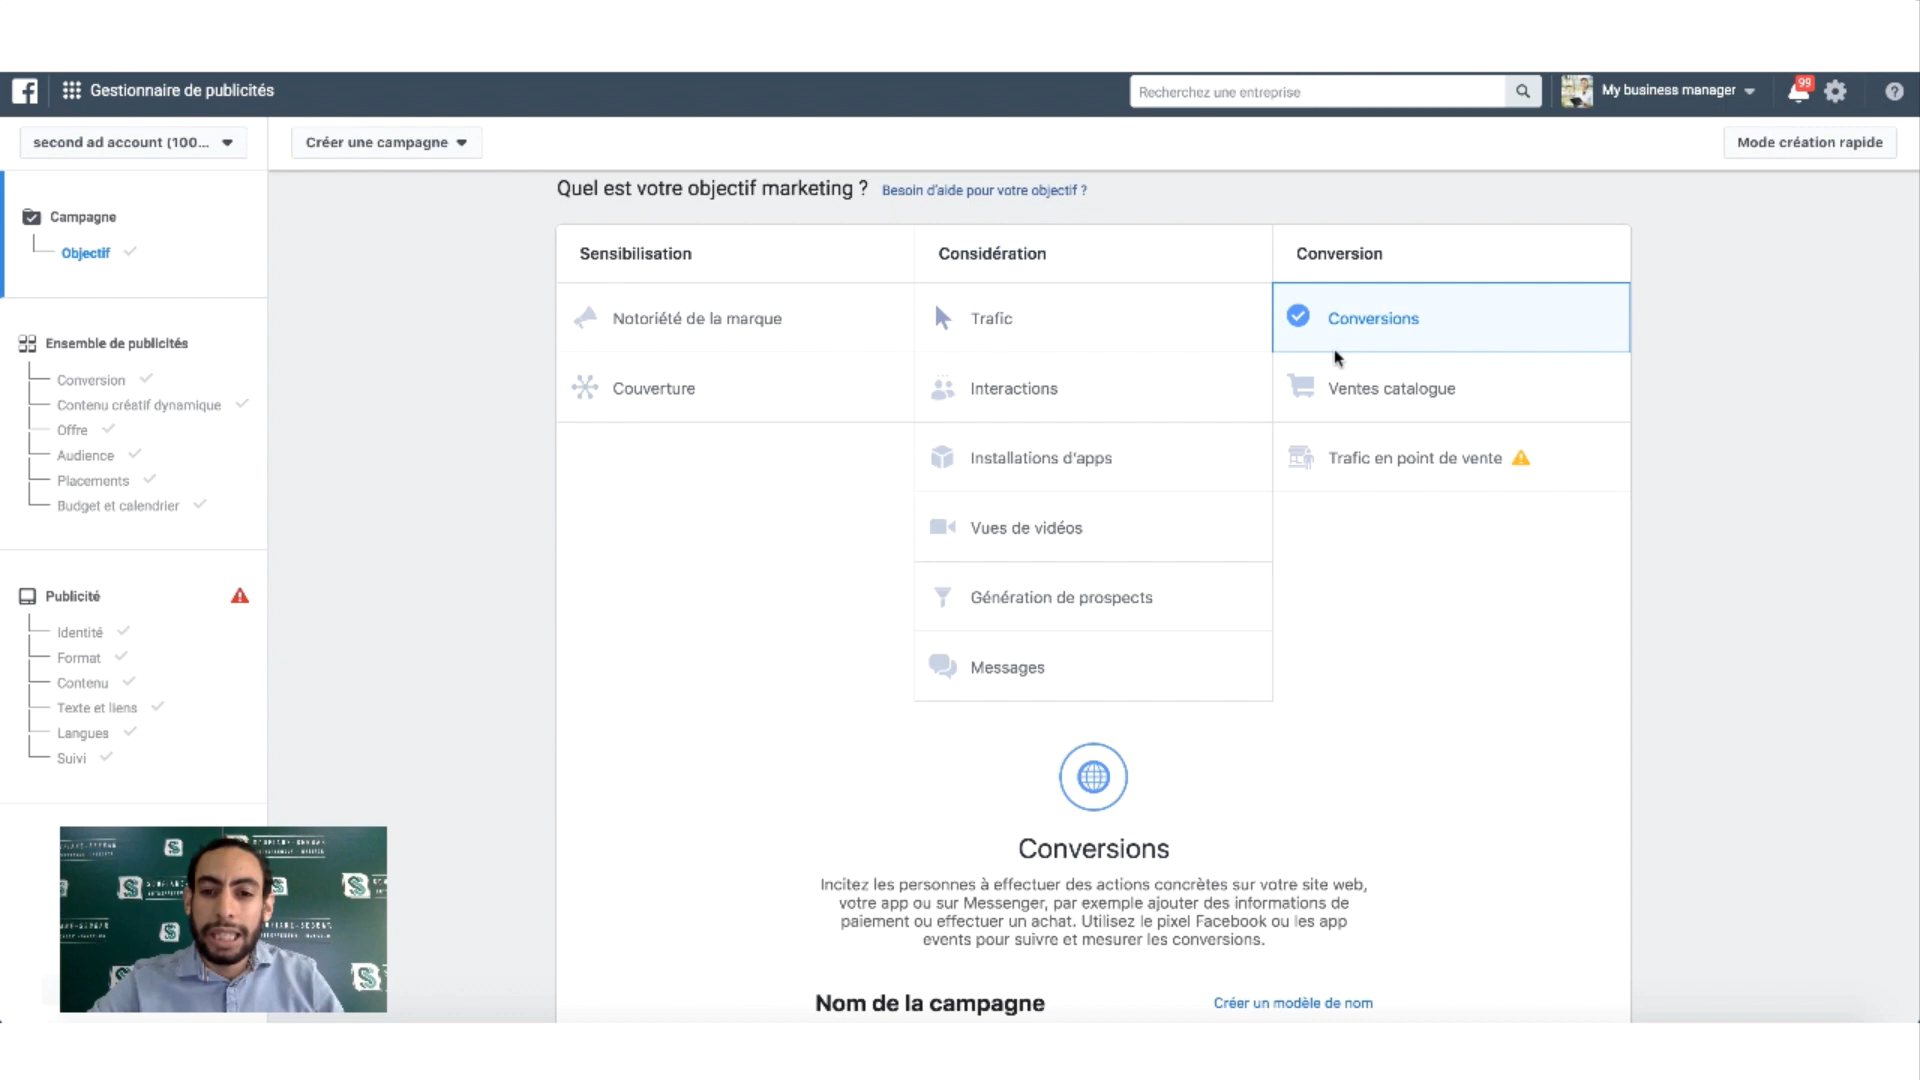 Gestionnaire de publicités
Recherchez une entreprise
My business manager
99
second ad account (100...
Créer une campagne
Mode création rapide
Campagne
Objectif
Ensemble de publicités
Conversion
Contenu créatif dynamique
Offre
Audience
Placements
Budget et calendrier
Publicité
Identité
Format
Contenu
Texte et liens
Langues
Suivi
Quel est votre objectif marketing ? Besoin d'aide pour votre objectif ?
Sensibilisation
Considération
Conversion
Notoriété de la marque
Trafic
Conversions
Couverture
Interactions
Ventes catalogue
Installations d'apps
Trafic en point de vente
Vues de vidéos
Génération de prospects
Messages
Conversions
Incitez les personnes à effectuer des actions concrètes sur votre site web,
votre app ou sur Messenger, par exemple ajouter des informations de
paiement ou effectuer un achat. Utilisez le pixel Facebook ou les app
events pour suivre et mesurer les conversions.
Nom de la campagne
Créer un modèle de nom